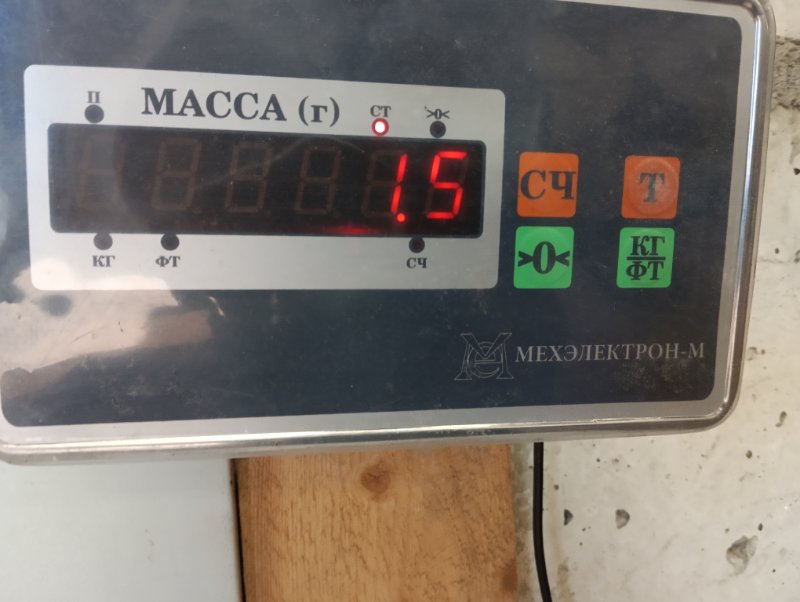 П МАССА (г) СТ >0<
1.5
КГ ФТ СЧ
СЧ Т
>0< КГ/ФТ
МЕХЭЛЕКТРОН-М